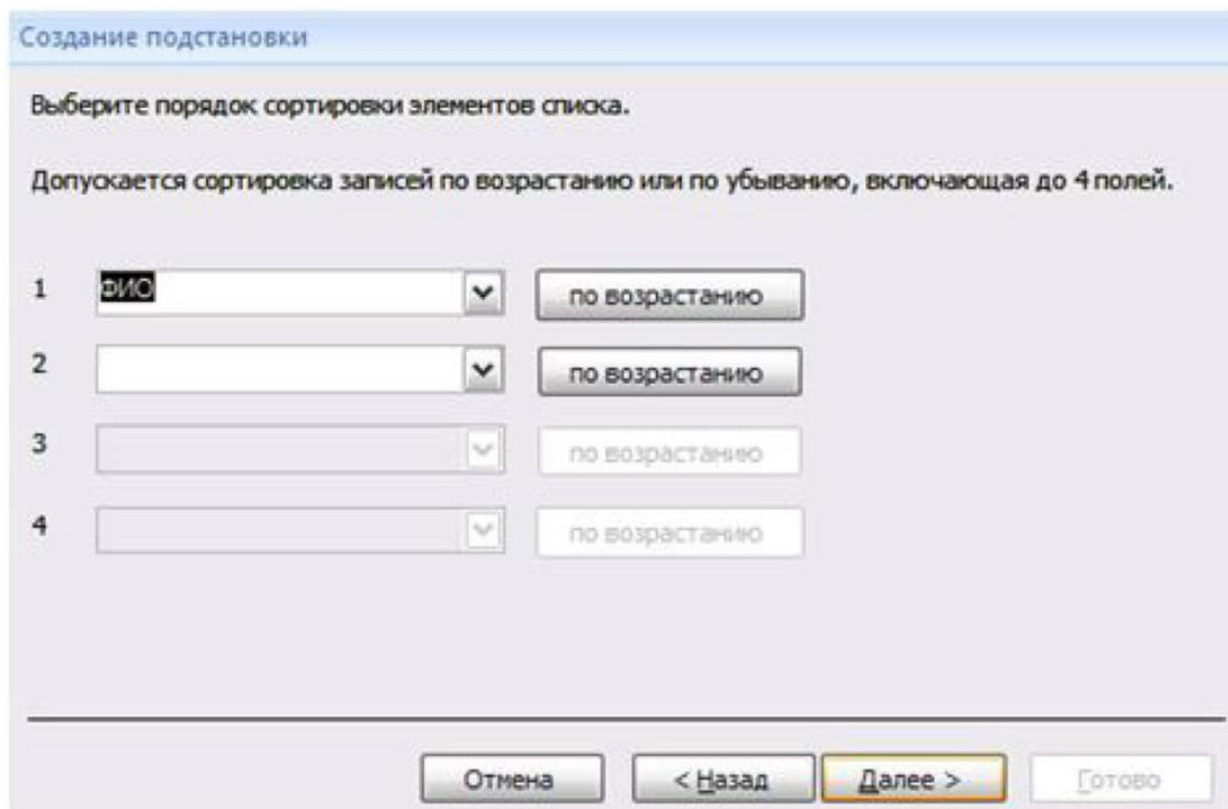 Создание подстановки
Выберите порядок сортировки элементов списка.
Допускается сортировка записей по возрастанию или по убыванию, включающая до 4 полей.
1 ФИО по возрастанию
2 по возрастанию
3 по возрастанию
4 по возрастанию
Отмена < Назад Далее > Готово